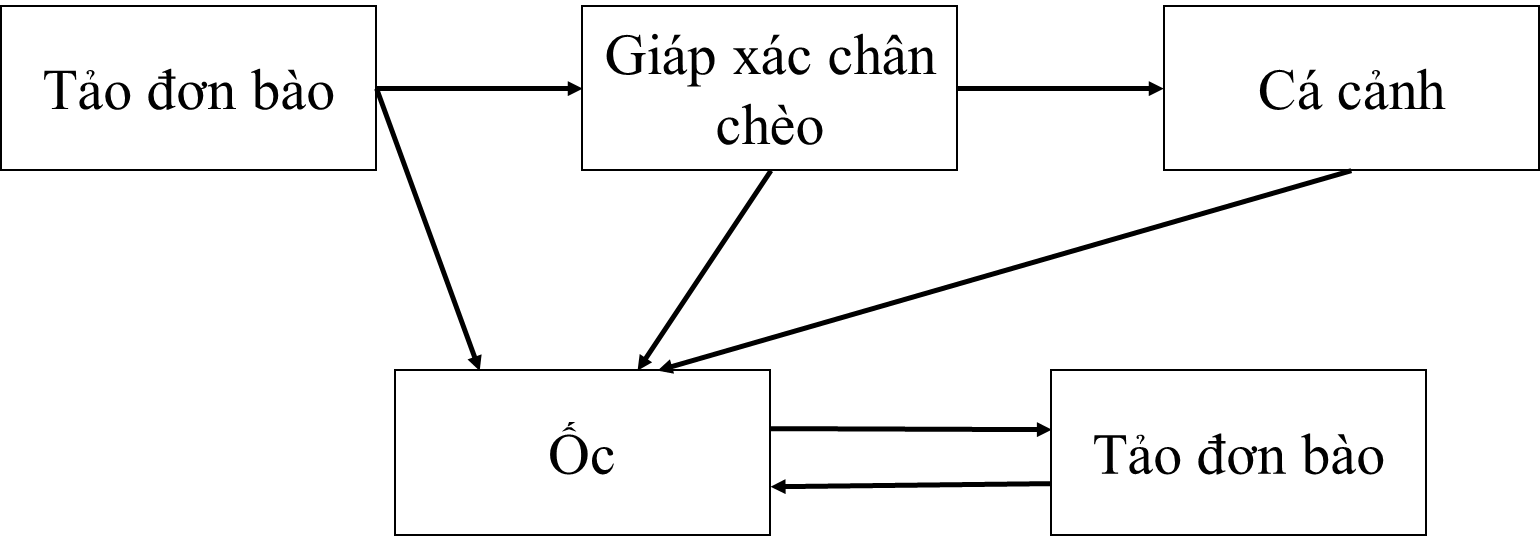 Tảo đơn bào
Giáp xác chân
chèo
Cá cảnh
Ốc
Tảo đơn bào